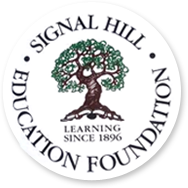 • SIGNAL HILL •
EDUCATION FOUNDATION
LEARNING
SINCE 1896